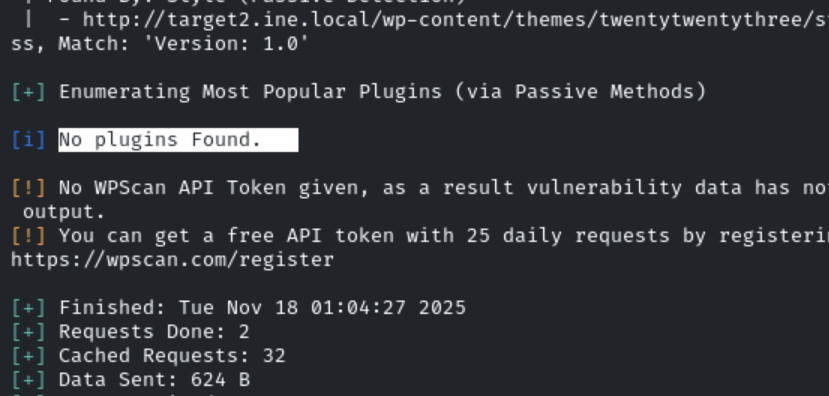 | - http://target2.ine.local/wp-content/themes/twentytwentythree/s
ss, Match: 'Version: 1.0'
[+] Enumerating Most Popular Plugins (via Passive Methods)
[i] No plugins Found.
[!] No WPScan API Token given, as a result vulnerability data has no
output.
[!] You can get a free API token with 25 daily requests by registeri
https://wpscan.com/register
[+] Finished: Tue Nov 18 01:04:27 2025
[+] Requests Done: 2
[+] Cached Requests: 32
[+] Data Sent: 624 B